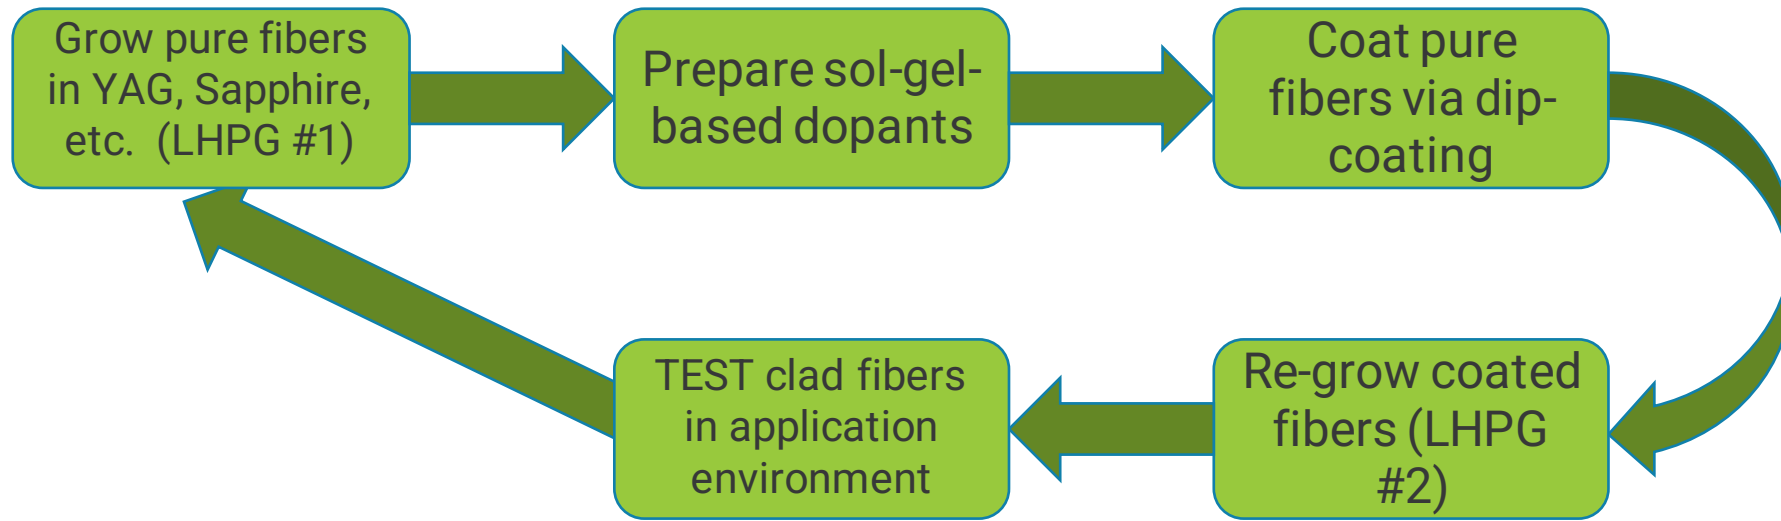 Grow pure fibers
in YAG, Sapphire,
etc.  (LHPG #1)
Prepare sol-gel-
based dopants
Coat pure
fibers via dip-
coating
Re-grow coated
fibers (LHPG
#2)
TEST clad fibers
in application
environment